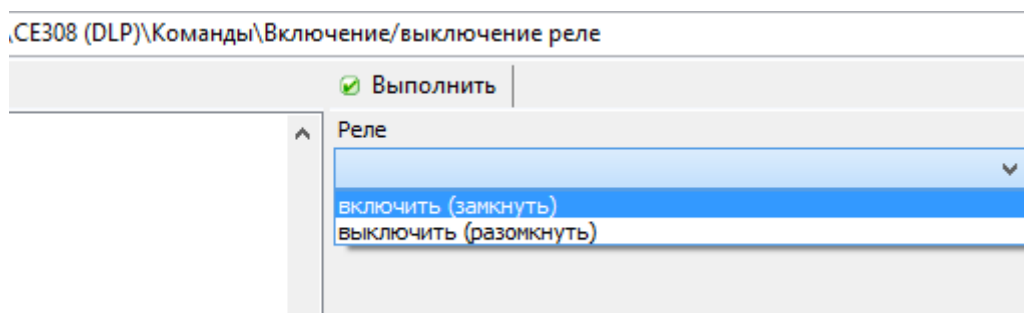 \CE308 (DLP)\Команды\Включение/выключение реле
Выполнить
Реле
включить (замкнуть)
выключить (разомкнуть)